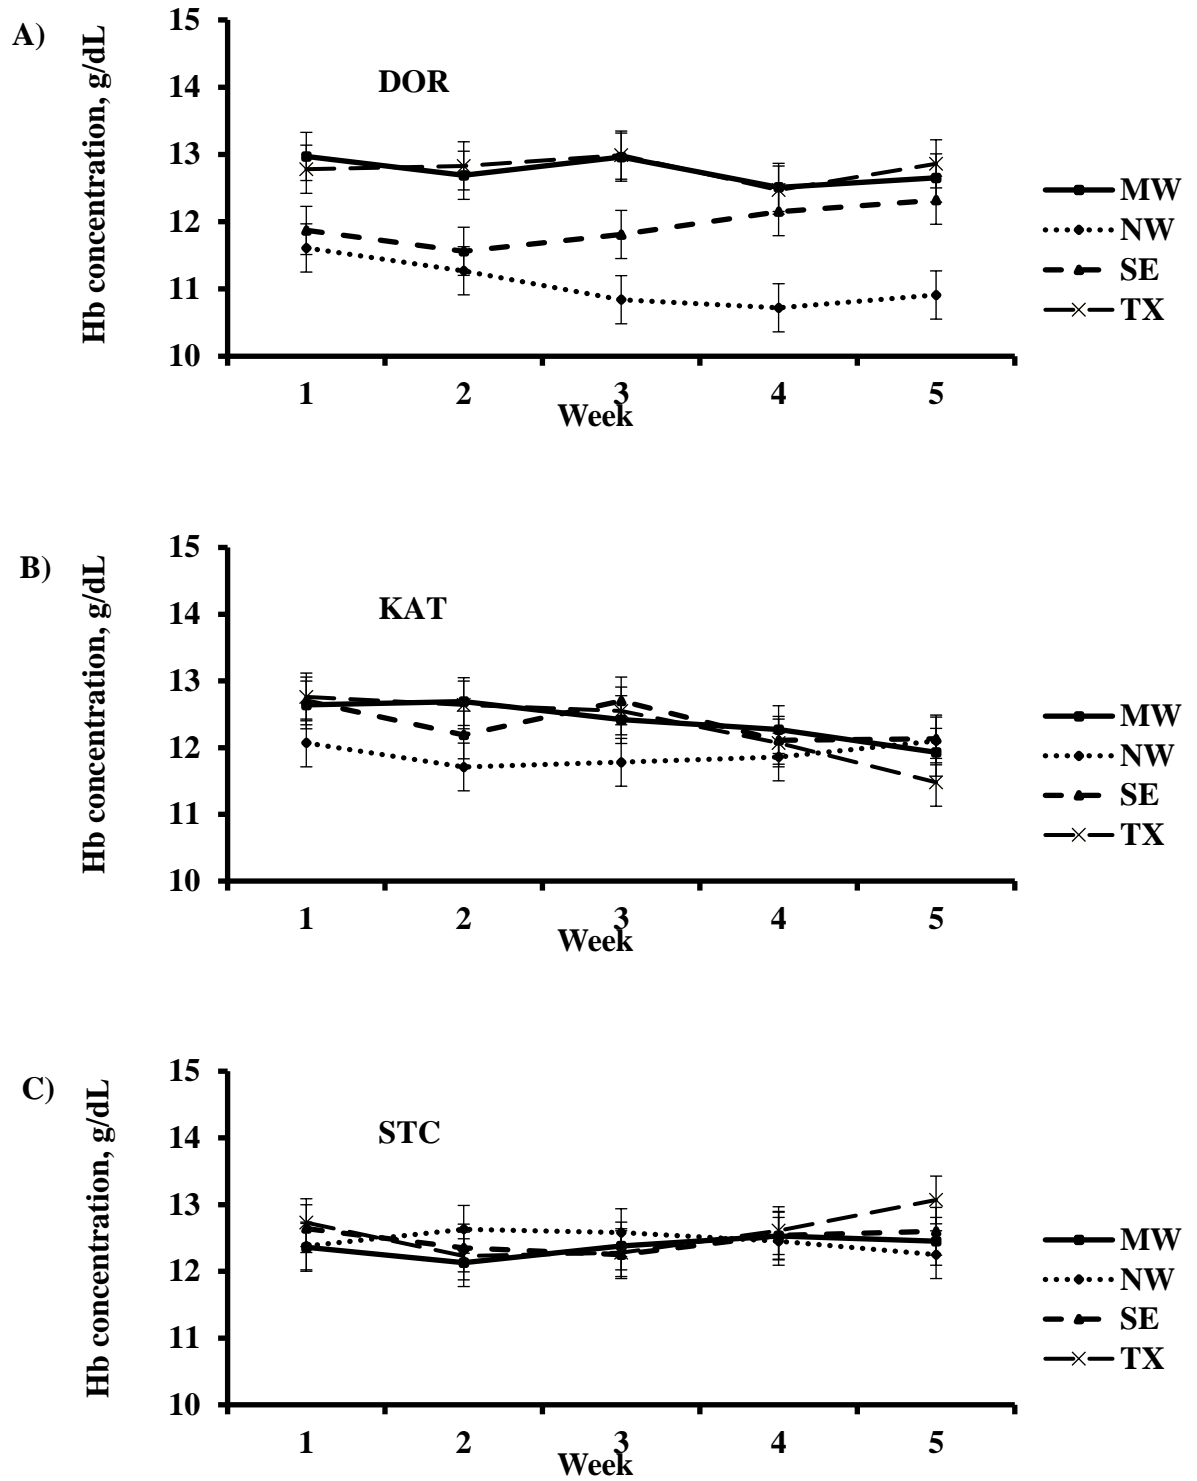 A)
Hb concentration, g/dL
15
14
13
12
11
10
DOR
1 2 3 4 5
Week
MW
NW
SE
TX
B)
Hb concentration, g/dL
15
14
13
12
11
10
KAT
1 2 3 4 5
Week
MW
NW
SE
TX
C)
Hb concentration, g/dL
15
14
13
12
11
10
STC
1 2 3 4 5
Week
MW
NW
SE
TX